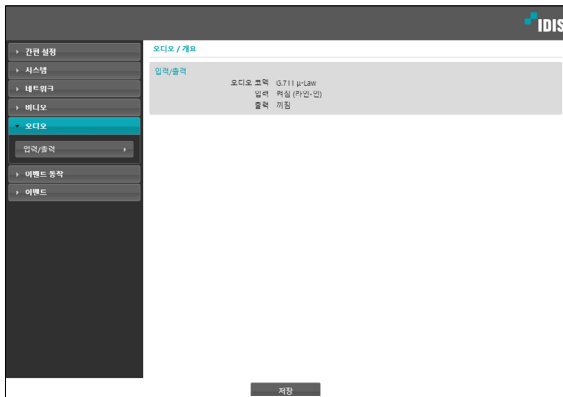 IDIS
간편 설정
시스템
네트워크
비디오
오디오
입력/출력
이벤트 동작
이벤트
오디오 / 개요
입력/출력
오디오 코덱 G.711 µ-Law
입력 켜짐 (라인-인)
출력 꺼짐
저장